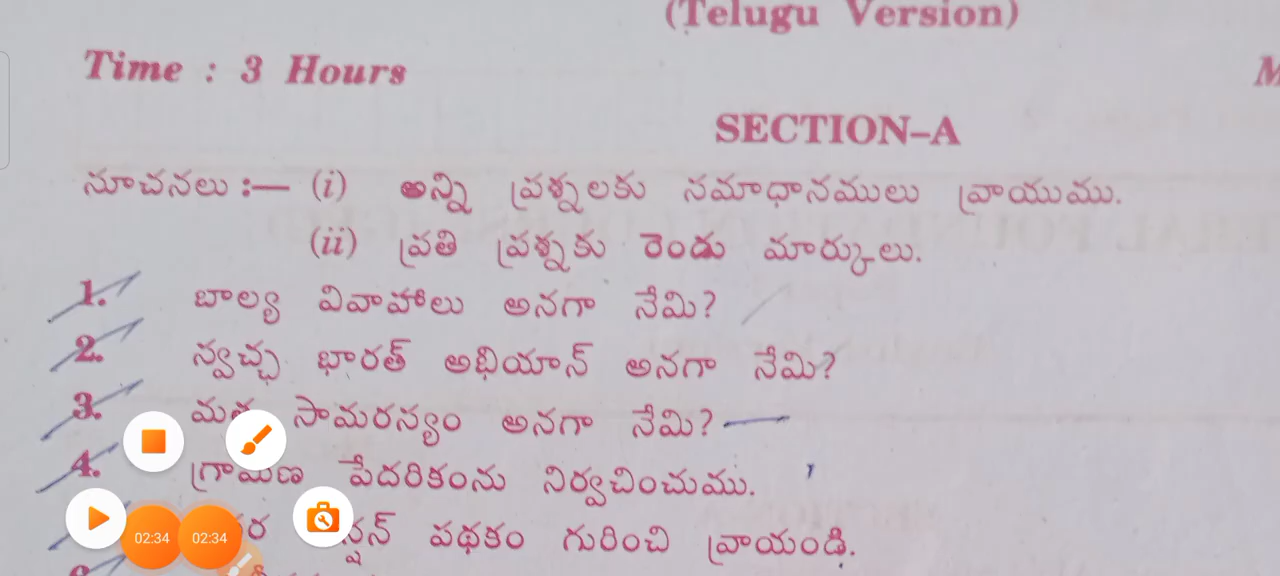 (Telugu Version)
Time : 3 Hours
SECTION–A
సూచనలు :— (i) అన్ని ప్రశ్నలకు సమాధానములు వ్రాయుము.
(ii) ప్రతి ప్రశ్నకు రెండు మార్కులు.
1. బాల్య వివాహాలు అనగా నేమి?
2. స్వచ్ఛ భారత్ అభియాన్ అనగా నేమి?
3. మత సామరస్యం అనగా నేమి?
4. గ్రామీణ పేదరికంను నిర్వచించుము.
పథకం గురించి వ్రాయండి.
02:34 02:34